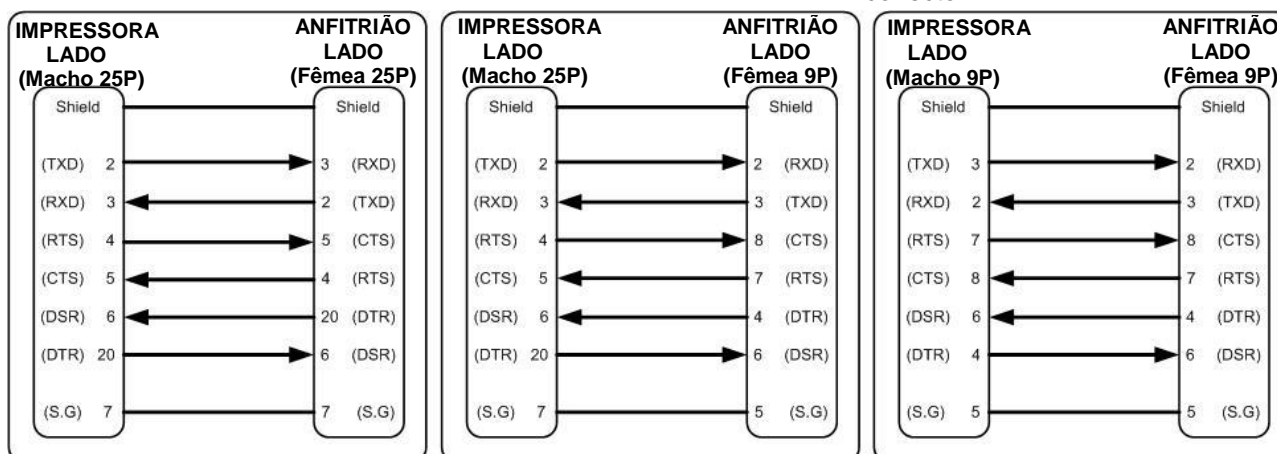 IMPRESSORA ANFITRIÃO
LADO LADO
(Macho 25P) (Fêmea 25P)
Shield Shield
(TXD) 2 3 (RXD)
(RXD) 3 2 (TXD)
(RTS) 4 5 (CTS)
(CTS) 5 4 (RTS)
(DSR) 6 20 (DTR)
(DTR) 20 6 (DSR)
(S.G) 7 7 (S.G)
IMPRESSORA ANFITRIÃO
LADO LADO
(Macho 25P) (Fêmea 9P)
Shield Shield
(TXD) 2 2 (RXD)
(RXD) 3 3 (TXD)
(RTS) 4 8 (CTS)
(CTS) 5 7 (RTS)
(DSR) 6 4 (DTR)
(DTR) 20 6 (DSR)
(S.G) 7 5 (S.G)
IMPRESSORA ANFITRIÃO
LADO LADO
(Macho 9P) (Fêmea 9P)
Shield Shield
(TXD) 3 2 (RXD)
(RXD) 2 3 (TXD)
(RTS) 7 8 (CTS)
(CTS) 8 7 (RTS)
(DSR) 6 4 (DTR)
(DTR) 4 6 (DSR)
(S.G) 5 5 (S.G)